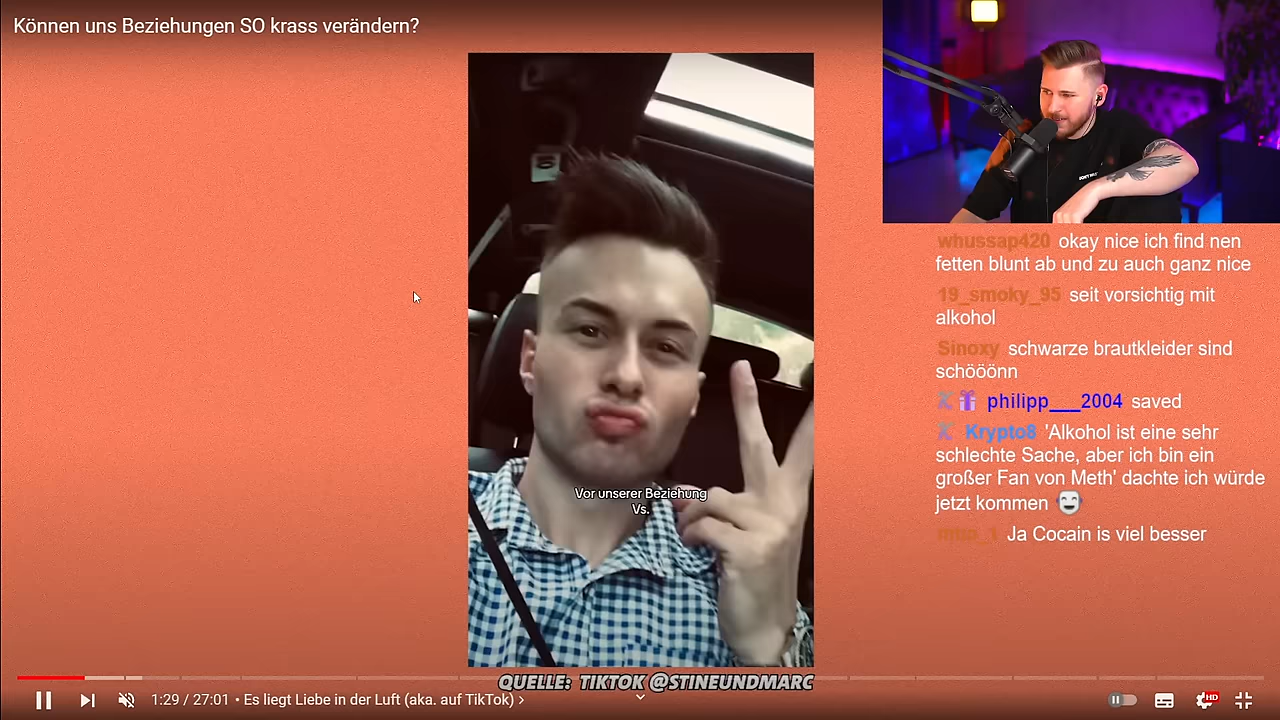 Können uns Beziehungen SO krass verändern?
Vor unserer Beziehung
Vs.
QUELLE: TIKTOK @STINEUNDMARC
whussap420 okay nice ich find nen
fetten blunt ab und zu auch ganz nice
19_smoky_95 seit vorsichtig mit
alkohol
Sinoxy schwarze brautkleider sind
schööönn
philipp___2004 saved
Krypto8 'Alkohol ist eine sehr
schlechte Sache, aber ich bin ein
großer Fan von Meth' dachte ich würde
jetzt kommen
Ja Cocain is viel besser
1:29 / 27:01 • Es liegt Liebe in der Luft (aka. auf TikTok)
HD